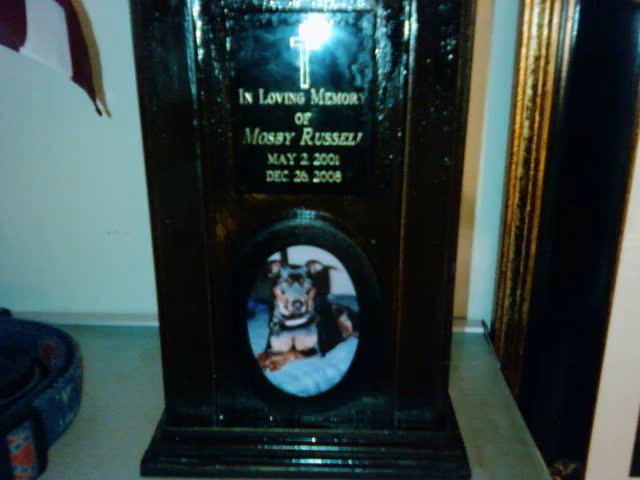 In Loving Memory
of
Mosby Russell
May 2, 2001
Dec. 26, 2008